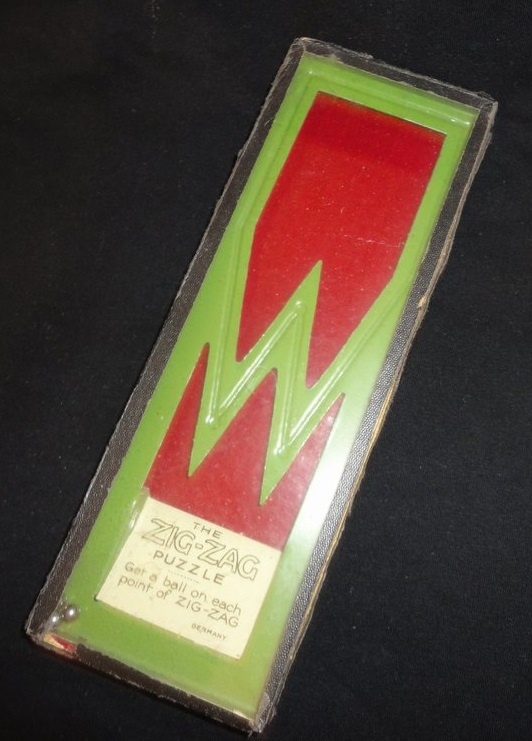 THE
ZIG-ZAG
PUZZLE
Get a ball on each
point of ZIG-ZAG
GERMANY